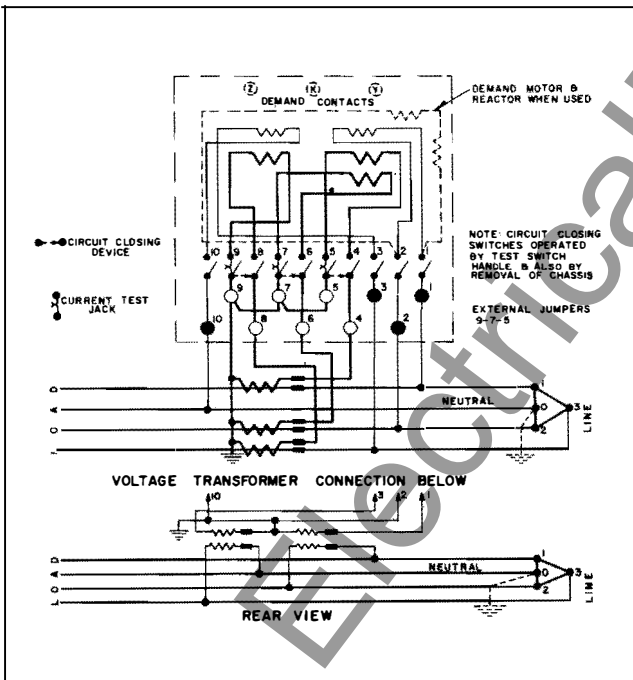 (Z) (K) (Y)
DEMAND CONTACTS
DEMAND MOTOR &
REACTOR WHEN USED
10 9 8 7 6 5 4 3 2 1
CIRCUIT CLOSING
DEVICE
NOTE: CIRCUIT CLOSING
SWITCHES OPERATED
BY TEST SWITCH
HANDLE & ALSO BY
REMOVAL OF CHASSIS
9 7 5 3 1
CURRENT TEST
JACK
EXTERNAL JUMPERS
9-7-5
10 8 6 4 2
D
A
O
NEUTRAL
1
0
2
3
LINE
VOLTAGE TRANSFORMER CONNECTION BELOW
10 3 2 1
D
A
O
L
NEUTRAL
1
0
2
3
LINE
REAR VIEW
Electrical